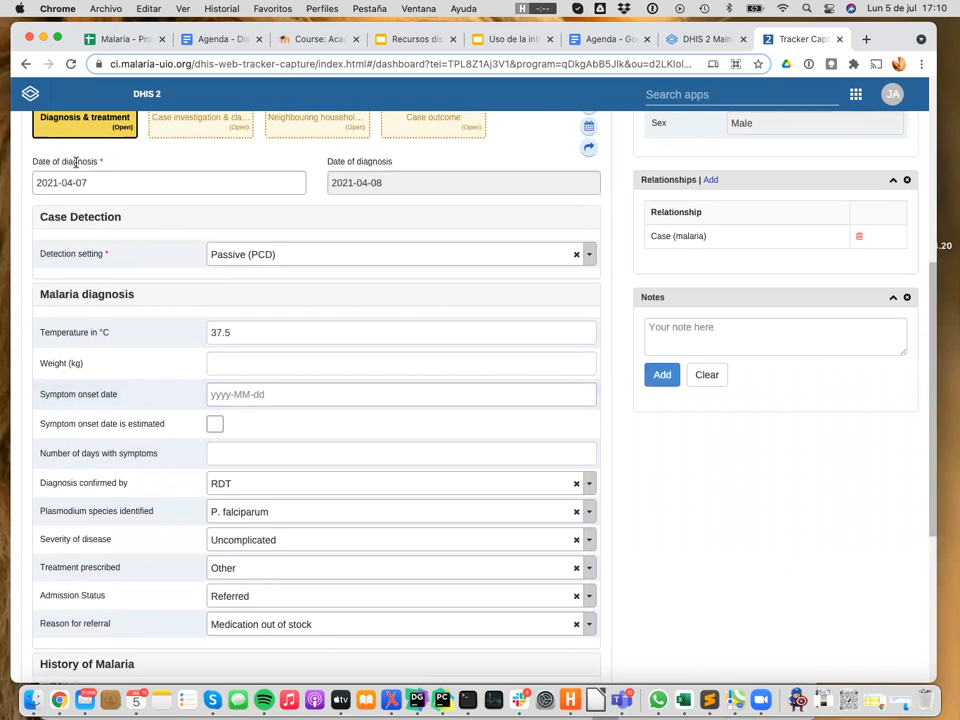 Chrome Archivo Editar Ver Historial Favoritos Perfiles Pestaña Ventana Ayuda H -:-- Lun 5 de jul 17:10
Malaria - Pro Agenda - Dis Course: Aca Recursos di Uso de la in Agenda - Go DHIS 2 Main Tracker Capt
ci.malaria-uio.org/dhis-web-tracker-capture/index.html#/dashboard?tei=TPL8Z1Aj3V1&program=qDkgAbB5Jlk&ou=d2LKIol...
DHIS 2
Search apps
JA
Diagnosis & treatment
(Open)
Case investigation & cla...
(Open)
Neighbouring househol...
(Open)
Case outcome
(Open)
Sex Male
Date of diagnosis *
2021-04-07
Date of diagnosis
2021-04-08
Relationships | Add
Relationship
Case (malaria)
Case Detection
Detection setting * Passive (PCD)
Malaria diagnosis
Temperature in °C 37.5
Weight (kg)
Symptom onset date yyyy-MM-dd
Symptom onset date is estimated
Number of days with symptoms
Diagnosis confirmed by RDT
Plasmodium species identified P. falciparum
Severity of disease Uncomplicated
Treatment prescribed Other
Admission Status Referred
Reason for referral Medication out of stock
History of Malaria
Notes
Your note here
Add Clear